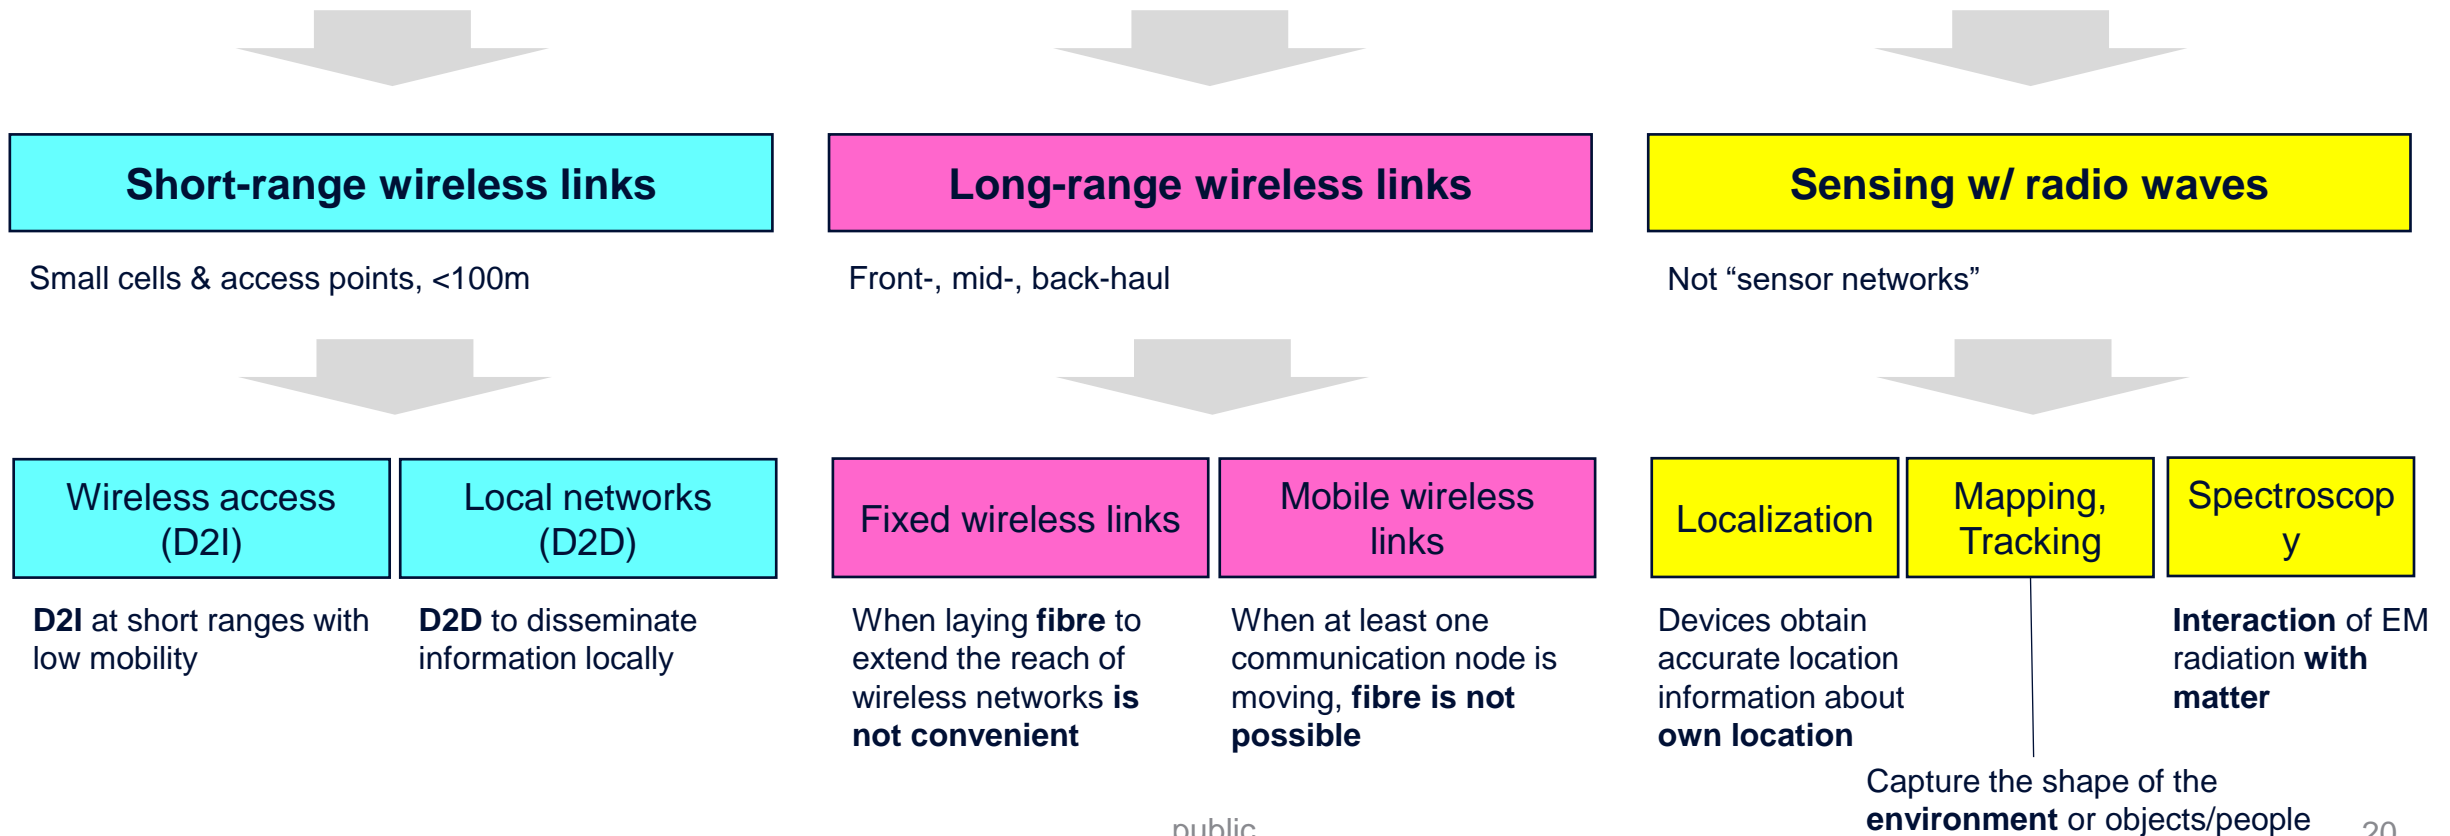 Short-range wireless links
Long-range wireless links
Sensing w/ radio waves
Small cells & access points, <100m
Front-, mid-, back-haul
Not “sensor networks”
Wireless access
(D2I)
Local networks
(D2D)
Fixed wireless links
Mobile wireless
links
Localization
Mapping,
Tracking
Spectroscop
y
D2I at short ranges with
low mobility
D2D to disseminate
information locally
When laying fibre to
extend the reach of
wireless networks is
not convenient
When at least one
communication node is
moving, fibre is not
possible
Devices obtain
accurate location
information about
own location
Interaction of EM
radiation with
matter
Capture the shape of the
environment or objects/people
public
20